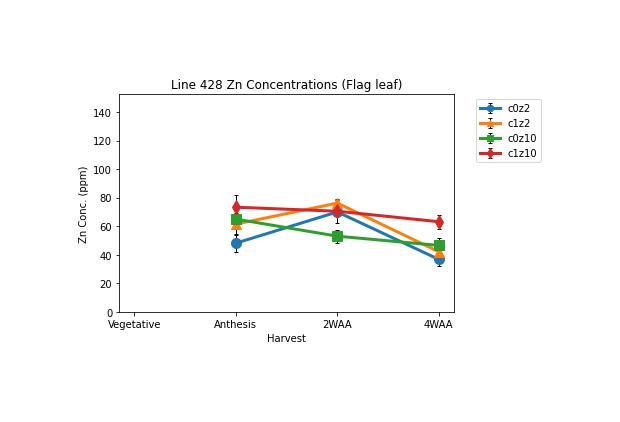 Line 428 Zn Concentrations (Flag leaf)
140
120
100
80
60
40
20
0
Zn Conc. (ppm)
Vegetative Anthesis 2WAA 4WAA
Harvest
c0z2
c1z2
c0z10
c1z10